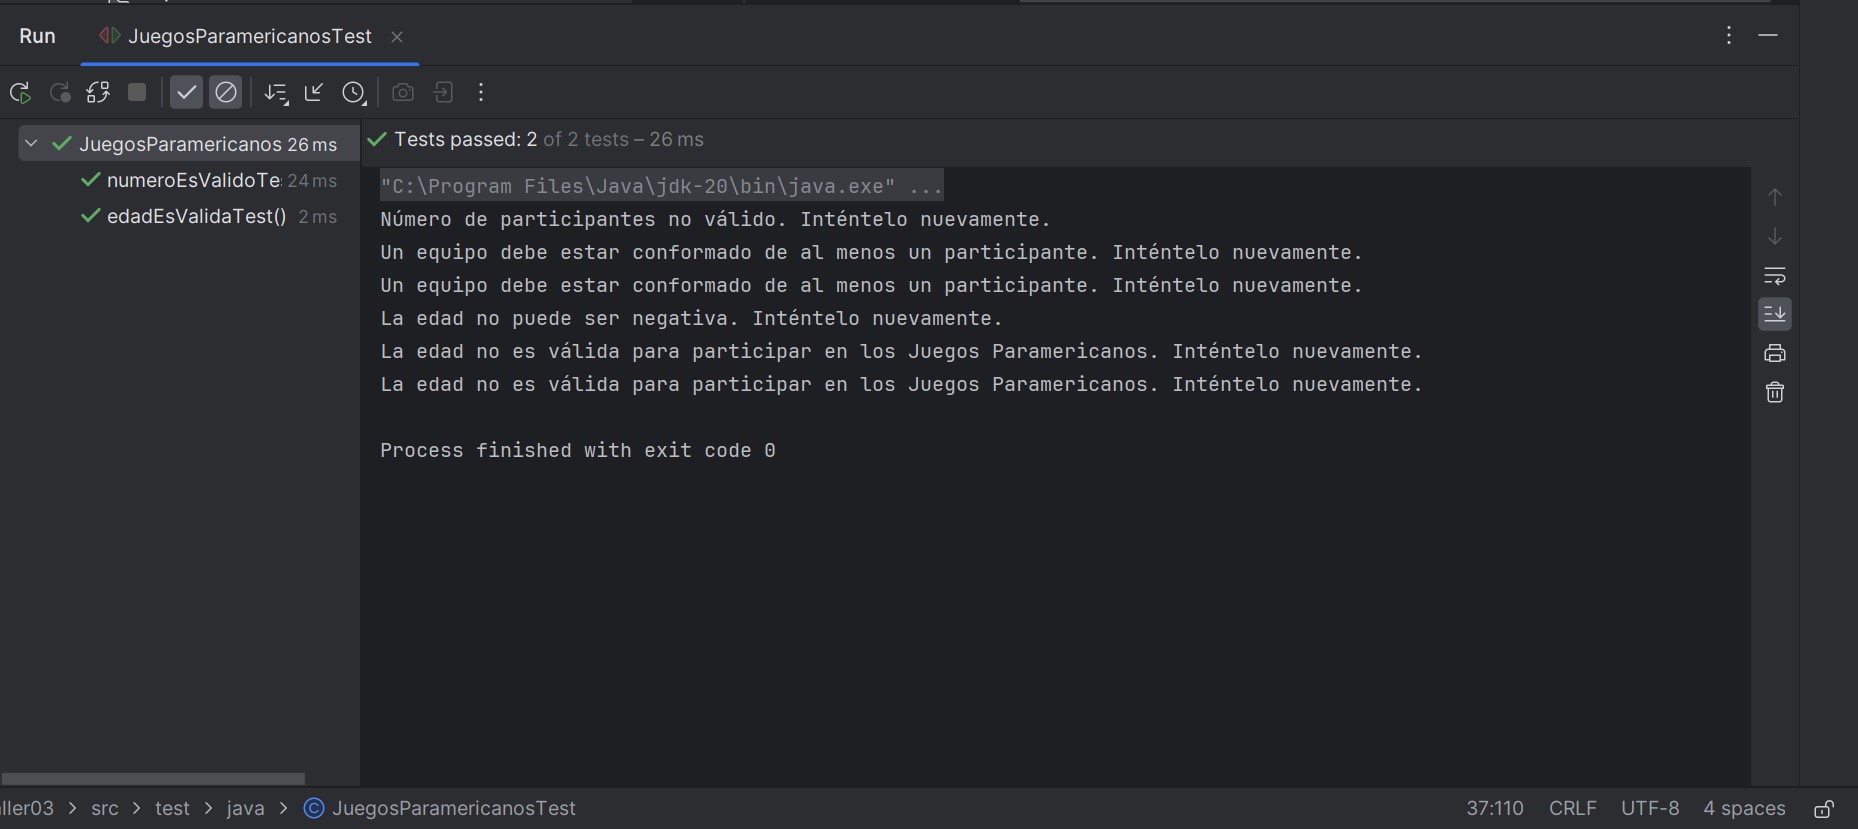 Run JuegosParamericanosTest
JuegosParamericanos 26 ms
numeroEsValidoTe 24 ms
edadEsValidaTest() 2 ms
Tests passed: 2 of 2 tests – 26 ms
"C:\Program Files\Java\jdk-20\bin\java.exe" ...
Número de participantes no válido. Inténtelo nuevamente.
Un equipo debe estar conformado de al menos un participante. Inténtelo nuevamente.
Un equipo debe estar conformado de al menos un participante. Inténtelo nuevamente.
La edad no puede ser negativa. Inténtelo nuevamente.
La edad no es válida para participar en los Juegos Paramericanos. Inténtelo nuevamente.
La edad no es válida para participar en los Juegos Paramericanos. Inténtelo nuevamente.
Process finished with exit code 0
ller03 > src > test > java > JuegosParamericanosTest 37:110 CRLF UTF-8 4 spaces